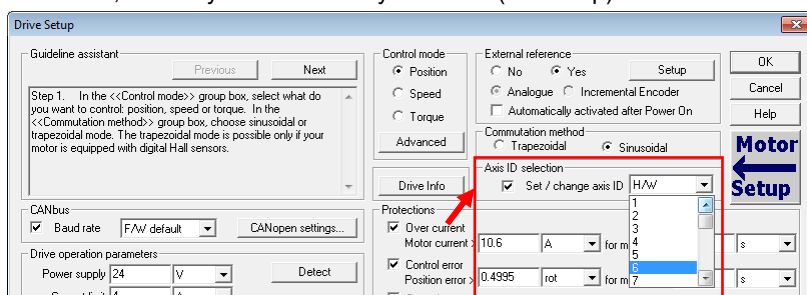 Drive Setup
Guideline assistant
Previous
Next
Step 1. In the <<Control mode>> group box, select what do
you want to control: position, speed or torque. In the
<<Commutation method>> group box, choose sinusoidal or
trapezoidal mode. The trapezoidal mode is possible only if your
motor is equipped with digital Hall sensors.
Control mode
Position
Speed
Torque
Advanced
External reference
No
Yes
Setup
Analogue
Incremental Encoder
Automatically activated after Power On
Commutation method
Trapezoidal
Sinusoidal
OK
Cancel
Help
Motor
Setup
Drive Info
Axis ID selection
Set / change axis ID
H/W
1
2
3
4
5
6
7
CANbus
Baud rate
F/W default
CANopen settings...
Protections
Over current
Motor current >
10.6
A
for m
s
Control error
Position error >
0.4995
rot
for m
s
Drive operation parameters
Power supply
24
V
Detect